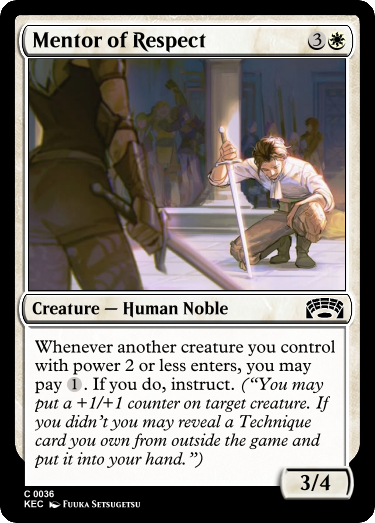 Mentor of Respect 3
Creature — Human Noble
Whenever another creature you control
with power 2 or less enters, you may
pay 1. If you do, instruct. (“You may
put a +1/+1 counter on target creature. If
you didn’t you may reveal a Technique
card you own from outside the game and
put it into your hand.”)
3/4
C 0036
KEC Fuuka Setsugetsu